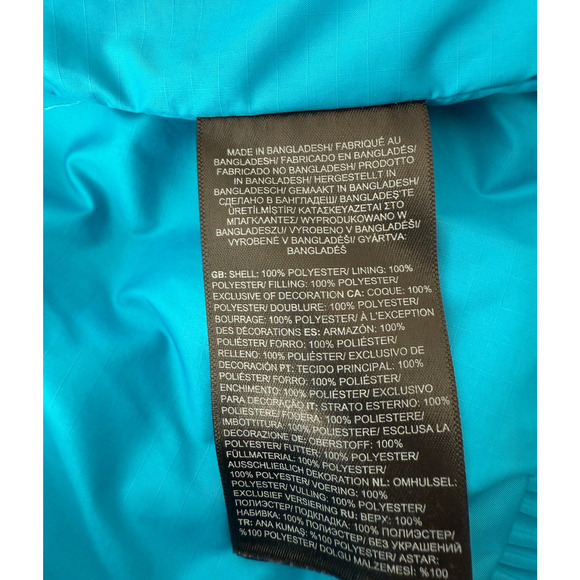 MADE IN BANGLADESH/ FABRIQUÉ AU
BANGLADESH/ FABRICADO EN BANGLADÉS/
FABRICADO NO BANGLADESH/ PRODOTTO
IN BANGLADESH/ HERGESTELLT IN
BANGLADESCH/ GEMAAKT IN BANGLADESH/
СДЕЛАНО В БАНГЛАДЕШ/ BANGLADEŞ'TE
ÜRETİLMİŞTİR/ ΚΑΤΑΣΚΕΥΑΖΕΤΑΙ ΣΤΟ
ΜΠΑΓΚΛΑΝΤΕΣ/ WYPRODUKOWANO W
BANGLADESZU/ VYROBENO V BANGLADÉŠI/
VYROBENÉ V BANGLADÉŠI/ GYÁRTVA:
BANGLADÉS
GB: SHELL: 100% POLYESTER/ LINING: 100%
POLYESTER/ FILLING: 100% POLYESTER/
EXCLUSIVE OF DECORATION CA: COQUE: 100%
POLYESTER/ DOUBLURE: 100% POLYESTER/
BOURRAGE: 100% POLYESTER/ À L'EXCEPTION
DES DÉCORATIONS ES: ARMAZÓN: 100%
POLIÉSTER/ FORRO: 100% POLIÉSTER/
RELLENO: 100% POLIÉSTER/ EXCLUSIVO DE
DECORACIÓN PT: TECIDO PRINCIPAL: 100%
POLIÉSTER/ FORRO: 100% POLIÉSTER/
ENCHIMENTO: 100% POLIÉSTER/ EXCLUSIVO
PARA DECORAÇÃO IT: STRATO ESTERNO: 100%
POLIESTERE/ FODERA: 100% POLIESTERE/
IMBOTTITURA: 100% POLIESTERE/ ESCLUSA LA
DECORAZIONE DE: OBERSTOFF: 100%
POLYESTER/ FUTTER: 100% POLYESTER/
FÜLLMATERIAL: 100% POLYESTER/
AUSSCHLIEßLICH DEKORATION NL: OMHULSEL:
100% POLYESTER/ VOERING: 100%
POLYESTER/ VULLING: 100% POLYESTER/
EXCLUSIEF VERSIERING RU: ВЕРХ: 100%
ПОЛИЭСТЕР/ ПОДКЛАДКА: 100% ПОЛИЭСТЕР/
НАБИВКА: 100% ПОЛИЭСТЕР/ БЕЗ УКРАШЕНИЙ
TR: ANA KUMAŞ: %100 POLYESTER/ ASTAR:
%100 POLYESTER/ DOLGU MALZEMESİ: %100